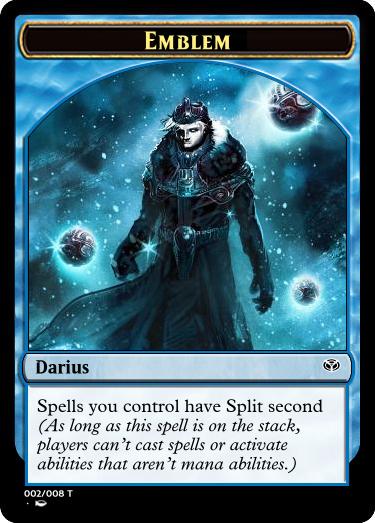 EMBLEM
Darius
Spells you control have Split second
(As long as this spell is on the stack,
players can't cast spells or activate
abilities that aren't mana abilities.)
002/008 T